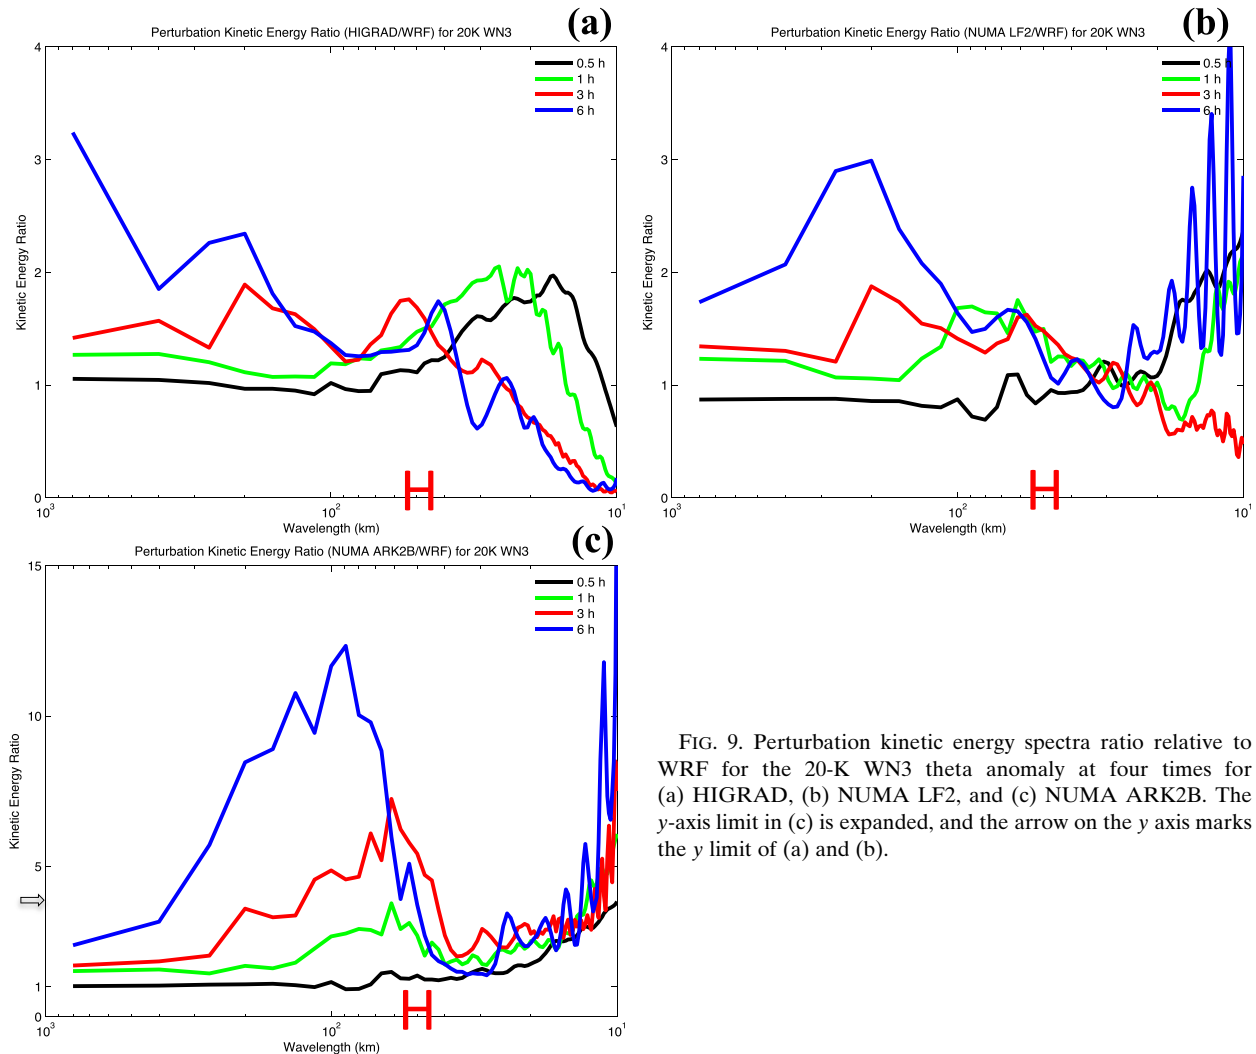 (a)
Perturbation Kinetic Energy Ratio (HIGRAD/WRF) for 20K WN3
4
3
2
1
0
Kinetic Energy Ratio
0.5 h
1 h
3 h
6 h
10³
10²
10¹
Wavelength (km)
(b)
Perturbation Kinetic Energy Ratio (NUMA LF2/WRF) for 20K WN3
4
3
2
1
0
Kinetic Energy Ratio
0.5 h
1 h
3 h
6 h
10³
10²
10¹
Wavelength (km)
(c)
Perturbation Kinetic Energy Ratio (NUMA ARK2B/WRF) for 20K WN3
15
10
5
1
0
Kinetic Energy Ratio
0.5 h
1 h
3 h
6 h
10³
10²
10¹
Wavelength (km)
FIG. 9. Perturbation kinetic energy spectra ratio relative to
WRF for the 20-K WN3 theta anomaly at four times for
(a) HIGRAD, (b) NUMA LF2, and (c) NUMA ARK2B. The
y-axis limit in (c) is expanded, and the arrow on the y axis marks
the y limit of (a) and (b).